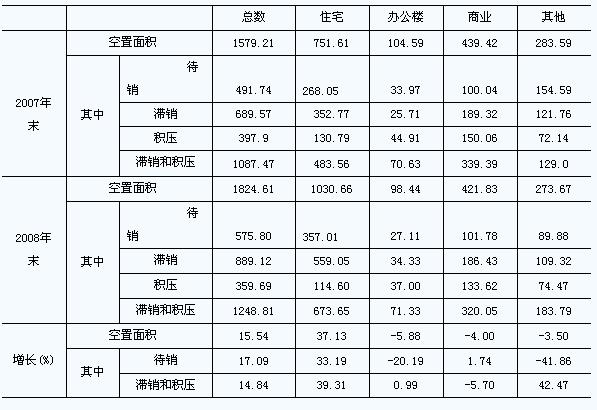 总数 住宅 办公楼 商业 其他
空置面积 1579.21 751.61 104.59 439.42 283.59
待
销 491.74 268.05 33.97 100.04 154.59
2007年
末
其中
滞销 689.57 352.77 25.71 189.32 121.76
积压 397.9 130.79 44.91 150.06 72.14
滞销和积压 1087.47 483.56 70.63 339.39 129.0
空置面积 1824.61 1030.66 98.44 421.83 273.67
待
销 575.80 357.01 27.11 101.78 89.88
2008年
末
其中
滞销 889.12 559.05 34.33 186.43 109.32
积压 359.69 114.60 37.00 133.62 74.47
滞销和积压 1248.81 673.65 71.33 320.05 183.79
空置面积 15.54 37.13 -5.88 -4.00 -3.50
增长(%) 其中 待销 17.09 33.19 -20.19 1.74 -41.86
滞销和积压 14.84 39.31 0.99 -5.70 42.47